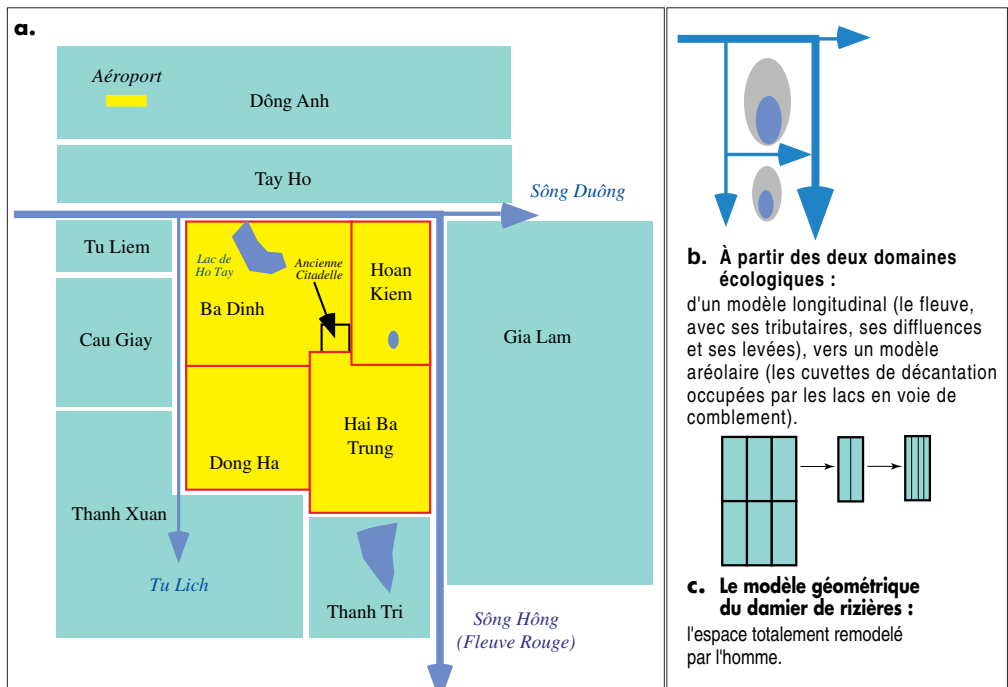 a.
Aéroport
Dông Anh
Tay Ho
Sông Duông
Tu Liem
Lac de
Ho Tay
Ancienne
Citadelle
Hoan
Kiem
Ba Dinh
Cau Giay
Gia Lam
Hai Ba
Trung
Dong Ha
Thanh Xuan
Tu Lich
Thanh Tri
Sông Hông
(Fleuve Rouge)
b. À partir des deux domaines
écologiques :
d'un modèle longitudinal (le fleuve,
avec ses tributaires, ses diffluences
et ses levées), vers un modèle
aréolaire (les cuvettes de décantation
occupées par les lacs en voie de
comblement).
c. Le modèle géométrique
du damier de rizières :
l'espace totalement remodelé
par l'homme.